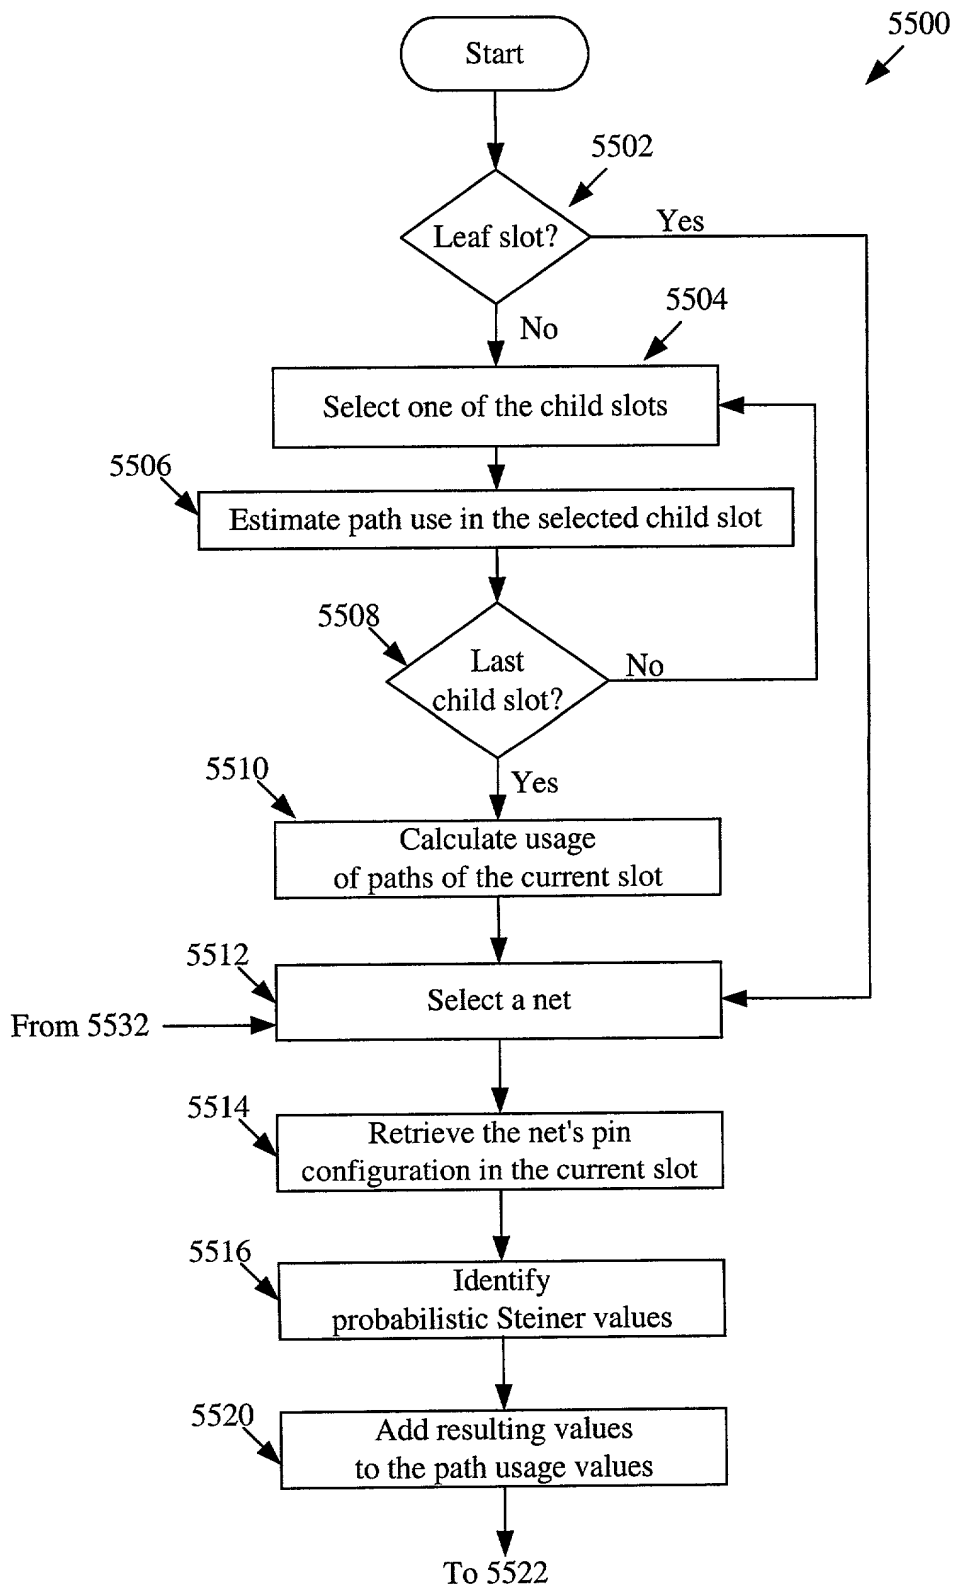 5500
Start
5502
Leaf slot?
Yes
No
5504
Select one of the child slots
5506
Estimate path use in the selected child slot
5508
Last
child slot?
No
Yes
5510
Calculate usage
of paths of the current slot
5512
Select a net
From 5532
5514
Retrieve the net's pin
configuration in the current slot
5516
Identify
probabilistic Steiner values
5520
Add resulting values
to the path usage values
To 5522